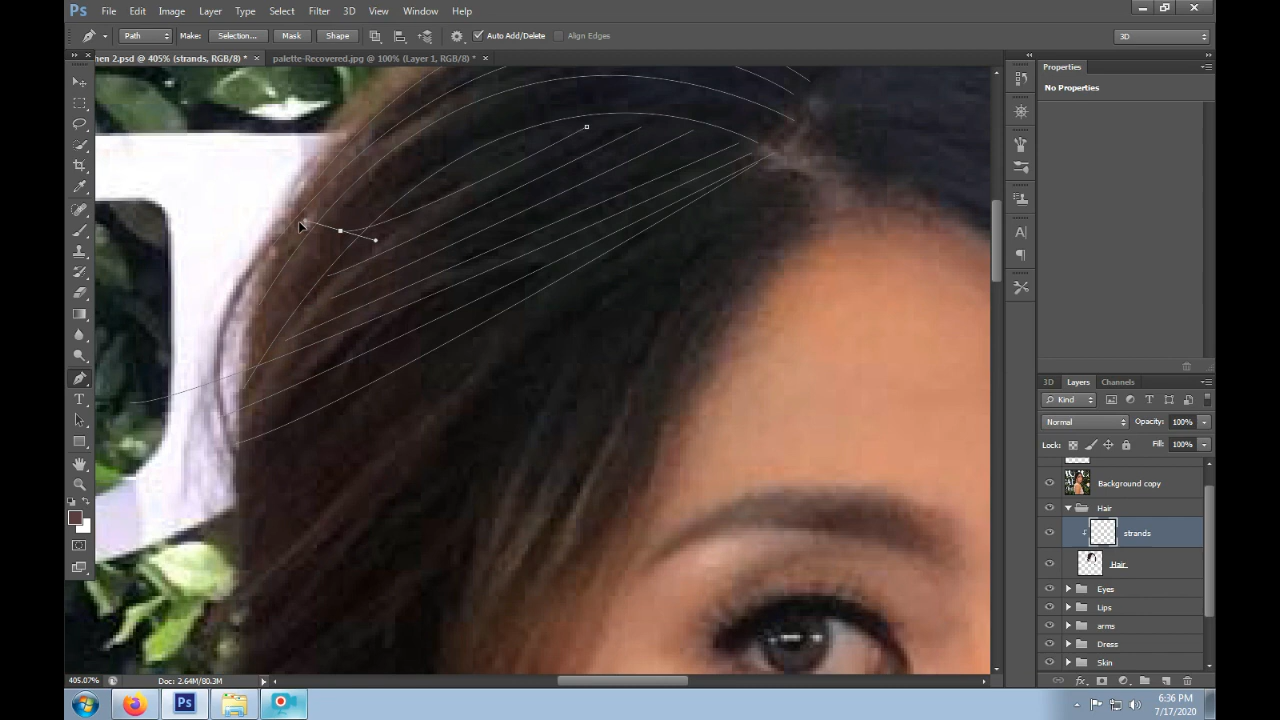 Ps File Edit Image Layer Type Select Filter 3D View Window Help
Path Make: Selection... Mask Shape Auto Add/Delete Align Edges 3D
nen 2.psd @ 405% (strands, RGB/8) * × palette-Recovered.jpg @ 100% (Layer 1, RGB/8) * ×
Properties
No Properties
3D Layers Channels
Kind
Normal Opacity: 100%
Lock: Fill: 100%
Background copy
Hair
strands
Hair
Eyes
Lips
arms
Dress
Skin
405.07% Doc: 2.64M/80.3M
Ps
6:36 PM
7/17/2020